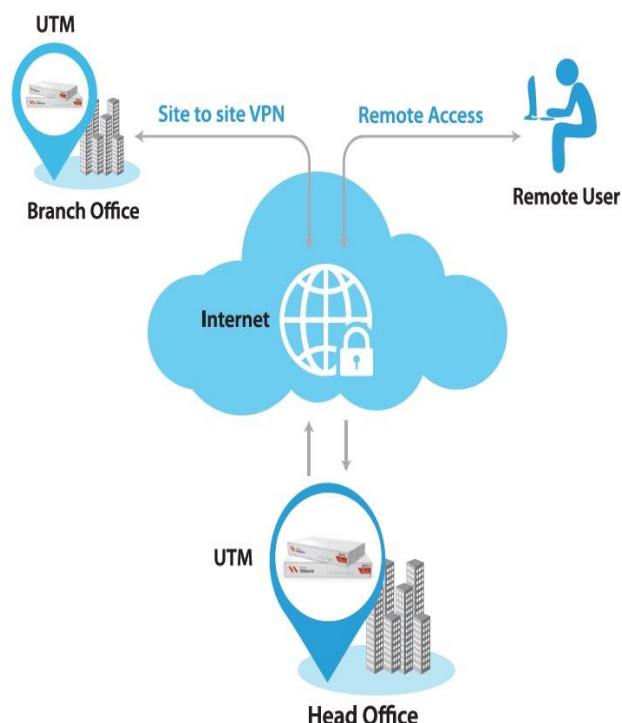 UTM
Site to site VPN
Remote Access
Branch Office
Remote User
Internet
UTM
Head Office